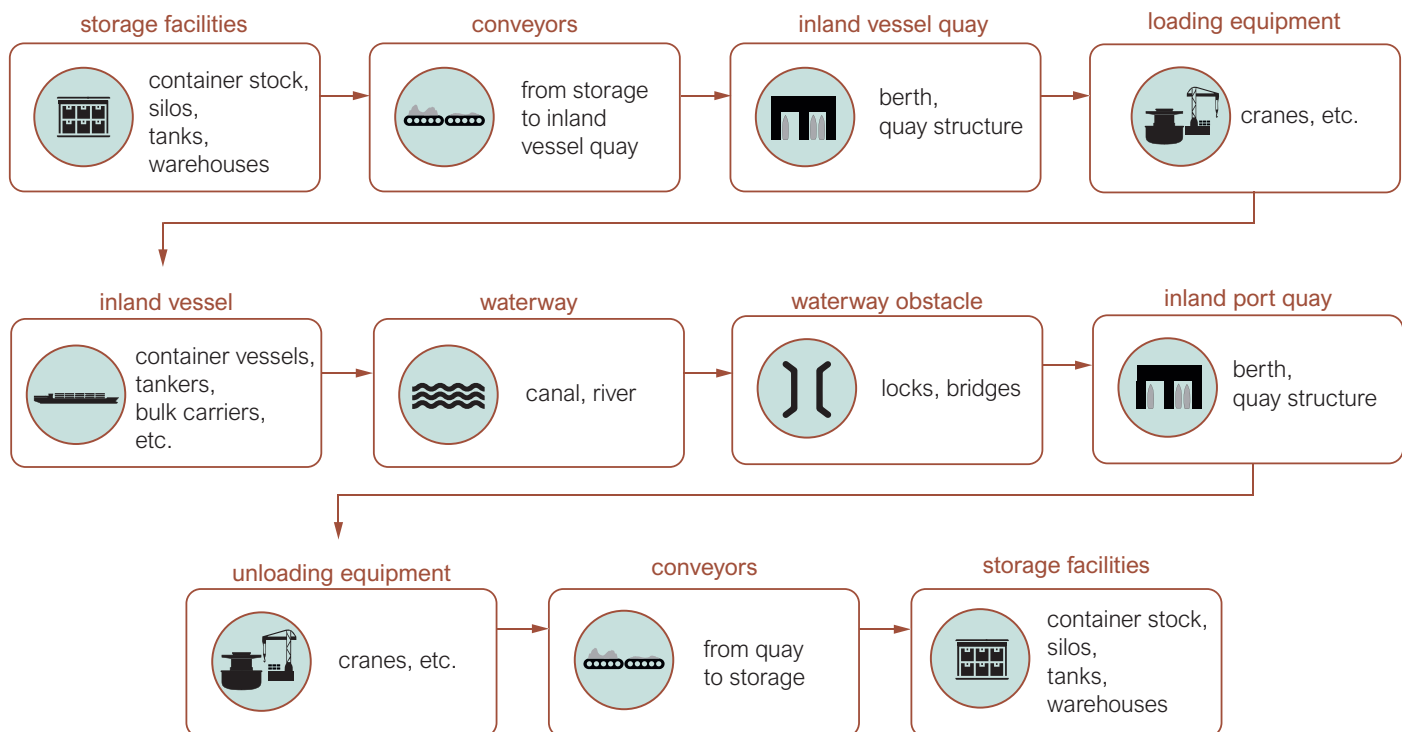 storage facilities
container stock,
silos,
tanks,
warehouses
conveyors
from storage
to inland
vessel quay
inland vessel quay
berth,
quay structure
loading equipment
cranes, etc.
inland vessel
container vessels,
tankers,
bulk carriers,
etc.
waterway
canal, river
waterway obstacle
locks, bridges
inland port quay
berth,
quay structure
unloading equipment
cranes, etc.
conveyors
from quay
to storage
storage facilities
container stock,
silos,
tanks,
warehouses